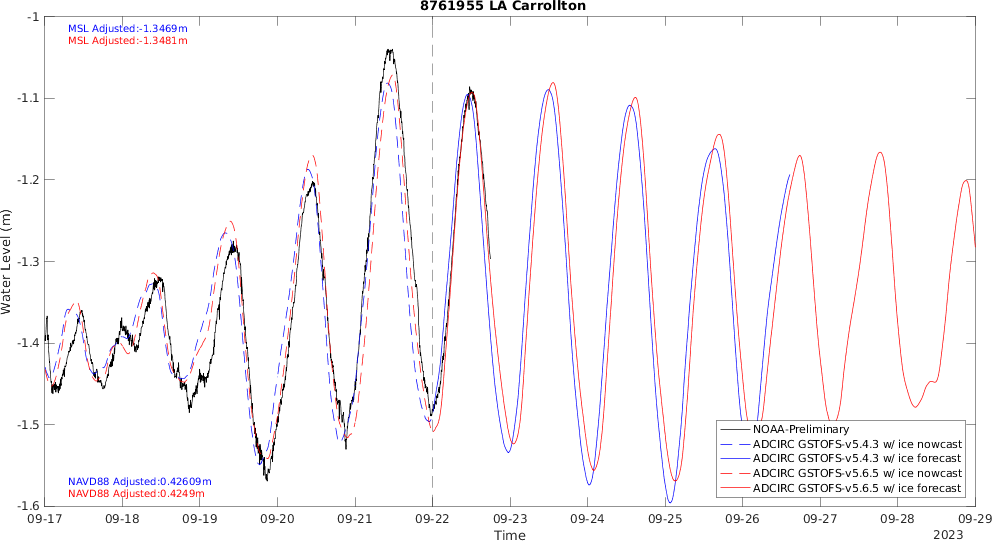 8761955 LA Carrollton
MSL Adjusted:-1.3469m
MSL Adjusted:-1.3481m
-1
-1.1
-1.2
-1.3
-1.4
-1.5
-1.6
Water Level (m)
NAVD88 Adjusted:0.42609m
NAVD88 Adjusted:0.4249m
NOAA-Preliminary
ADCIRC GSTOFS-v5.4.3 w/ ice nowcast
ADCIRC GSTOFS-v5.4.3 w/ ice forecast
ADCIRC GSTOFS-v5.6.5 w/ ice nowcast
ADCIRC GSTOFS-v5.6.5 w/ ice forecast
09-17 09-18 09-19 09-20 09-21 09-22 09-23 09-24 09-25 09-26 09-27 09-28 09-29
Time
2023